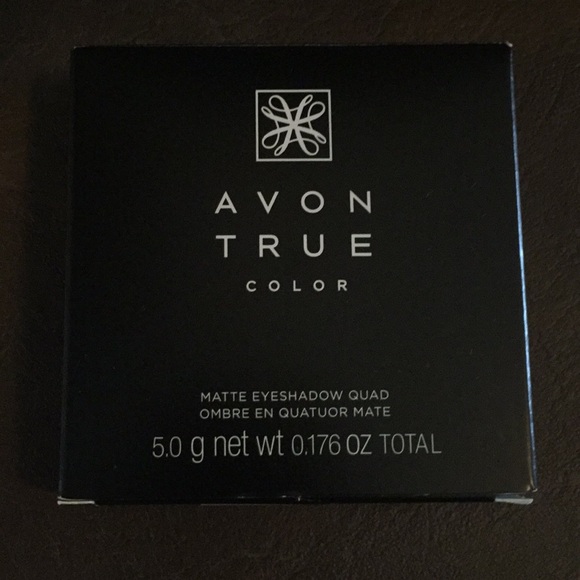 AVON
TRUE
COLOR
MATTE EYESHADOW QUAD
OMBRE EN QUATUOR MATE
5.0 g net wt 0.176 OZ TOTAL